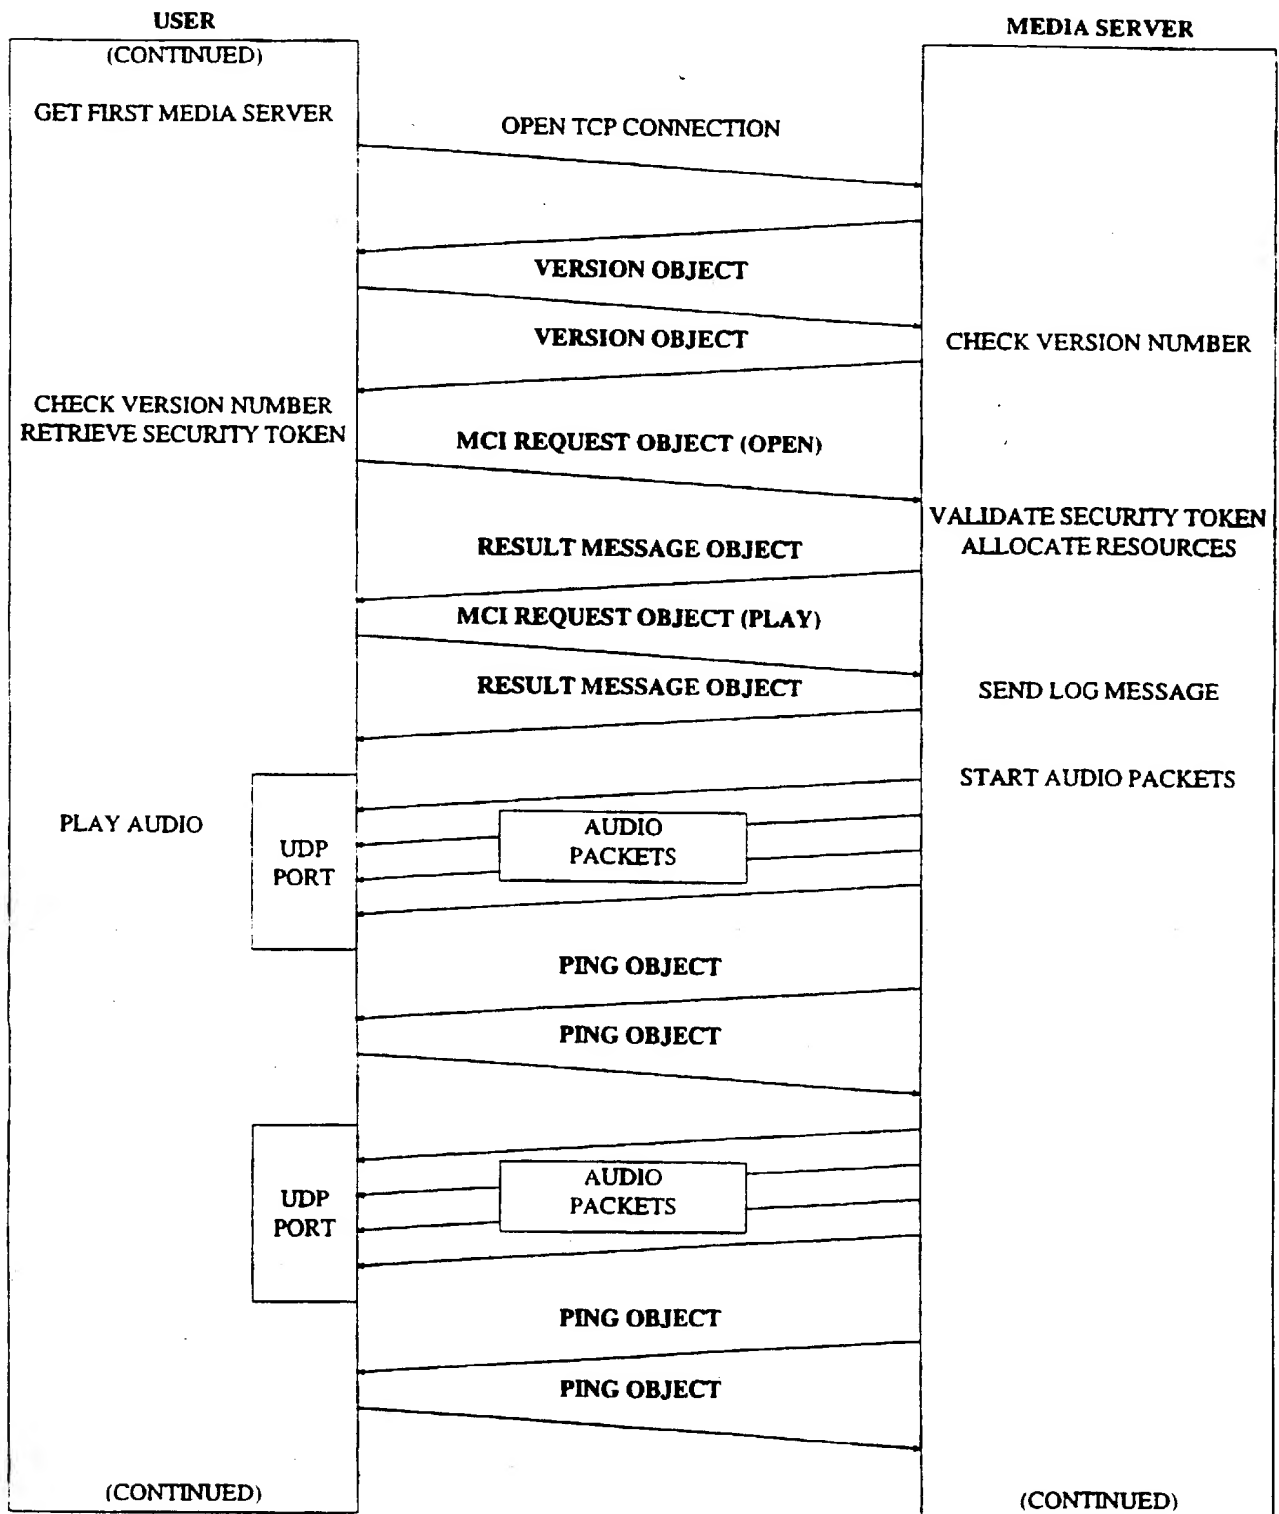 USER
MEDIA SERVER
(CONTINUED)
GET FIRST MEDIA SERVER
OPEN TCP CONNECTION
VERSION OBJECT
VERSION OBJECT
CHECK VERSION NUMBER
CHECK VERSION NUMBER
RETRIEVE SECURITY TOKEN
MCI REQUEST OBJECT (OPEN)
VALIDATE SECURITY TOKEN
ALLOCATE RESOURCES
RESULT MESSAGE OBJECT
MCI REQUEST OBJECT (PLAY)
RESULT MESSAGE OBJECT
SEND LOG MESSAGE
START AUDIO PACKETS
PLAY AUDIO
UDP
PORT
AUDIO
PACKETS
PING OBJECT
PING OBJECT
UDP
PORT
AUDIO
PACKETS
PING OBJECT
PING OBJECT
(CONTINUED)
(CONTINUED)